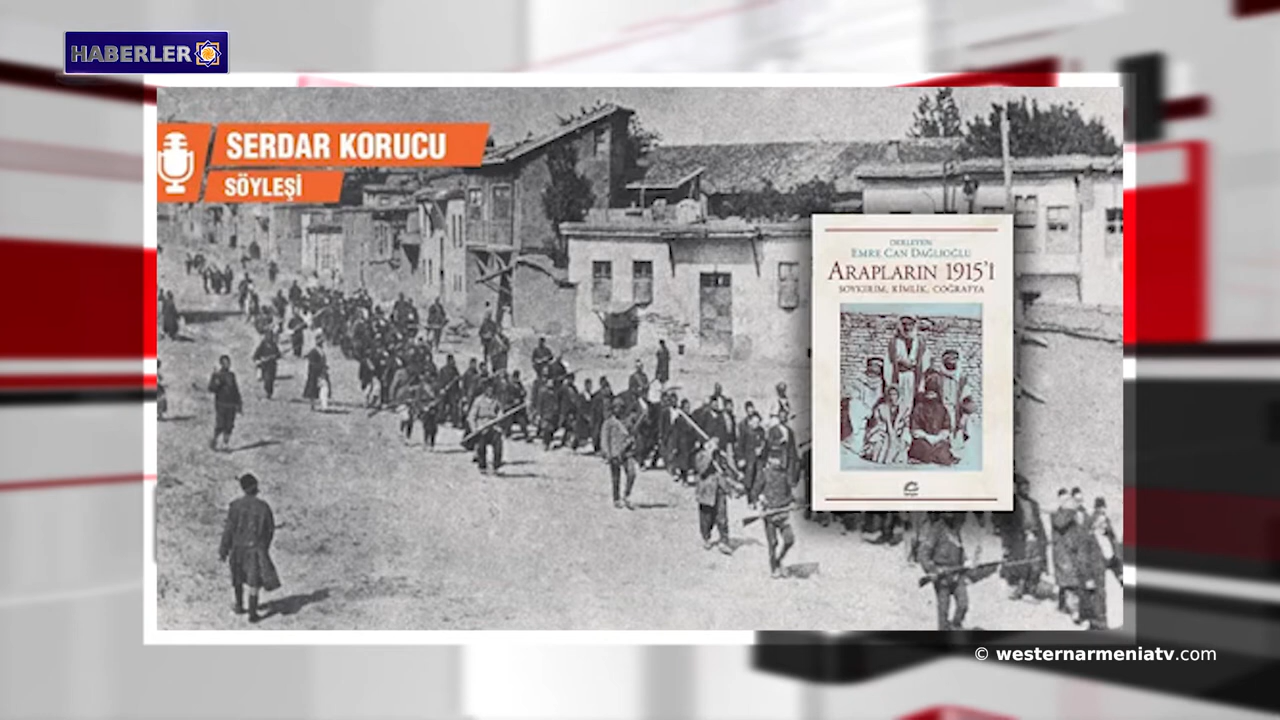 HABERLER
SERDAR KORUCU
SÖYLEŞİ
DERLEYEN
EMRE CAN DAĞLIOĞLU
ARAPLARIN 1915'İ
SOYKIRIM, KİMLİK, COĞRAFYA
© westernarmeniatv.com